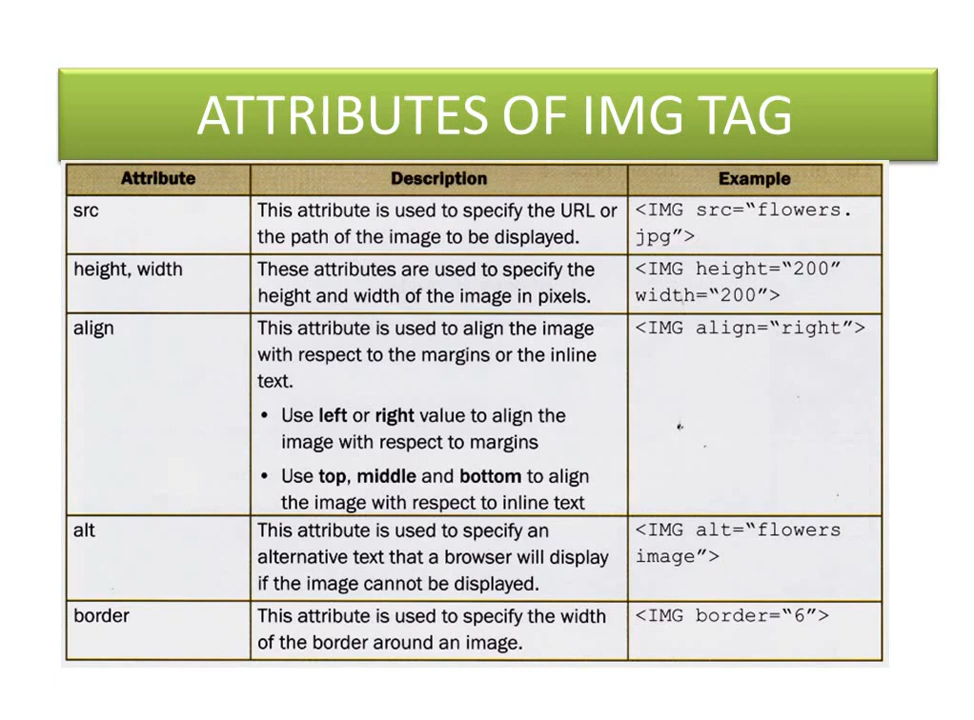 ATTRIBUTES OF IMG TAG
Attribute Description Example
src
This attribute is used to specify the URL or
the path of the image to be displayed.
<IMG src=“flowers.
jpg”>
height, width
These attributes are used to specify the
height and width of the image in pixels.
<IMG height=“200”
width=“200”>
align
This attribute is used to align the image
with respect to the margins or the inline
text.
• Use left or right value to align the
image with respect to margins
• Use top, middle and bottom to align
the image with respect to inline text
<IMG align=“right”>
alt
This attribute is used to specify an
alternative text that a browser will display
if the image cannot be displayed.
<IMG alt=“flowers
image”>
border
This attribute is used to specify the width
of the border around an image.
<IMG border=“6”>